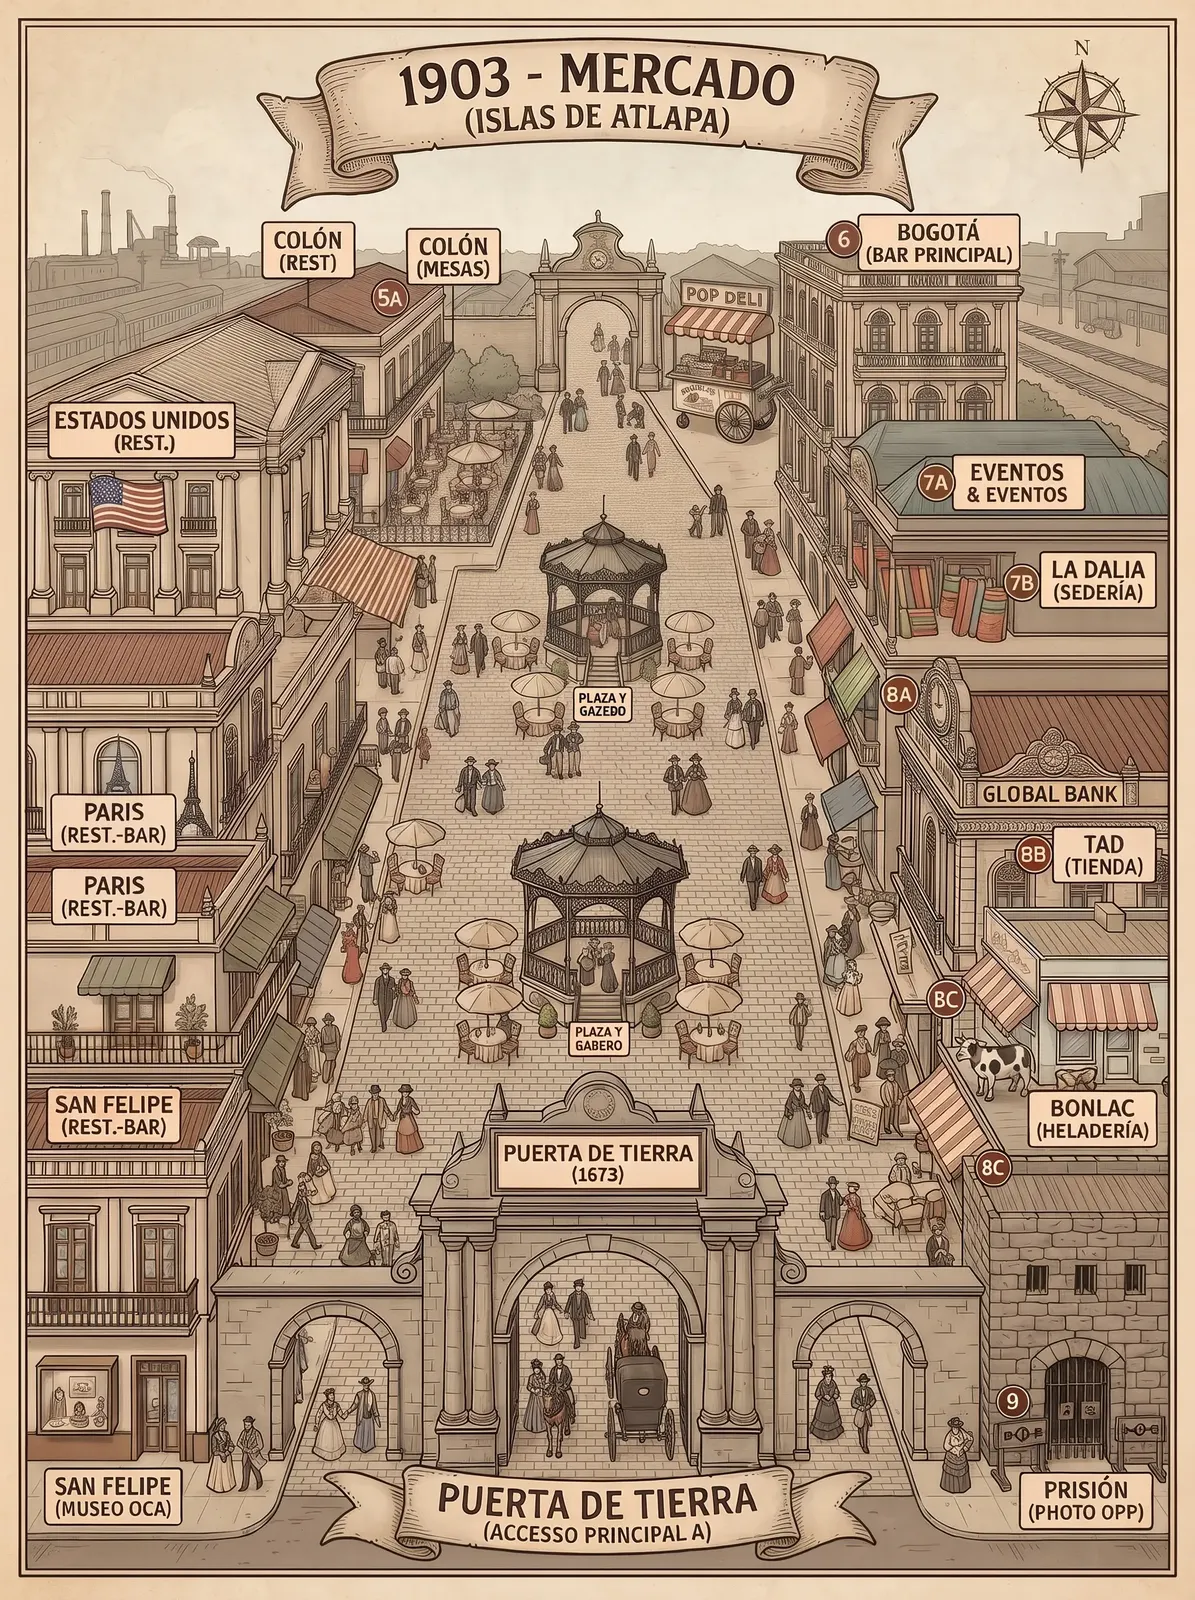 1903 - MERCADO
(ISLAS DE ATLAPA)
N
COLÓN
(REST)
COLÓN
(MESAS)
5A
6
BOGOTÁ
(BAR PRINCIPAL)
POP DELI
ESTADOS UNIDOS
(REST.)
7A
EVENTOS
& EVENTOS
7B
LA DALIA
(SEDERÍA)
PLAZA Y
GAZEDO
8A
GLOBAL BANK
PARIS
(REST.-BAR)
8B
TAD
(TIENDA)
PARIS
(REST.-BAR)
8C
PLAZA Y
GABERO
SAN FELIPE
(REST.-BAR)
BONLAC
(HELADERÍA)
PUERTA DE TIERRA
(1673)
8C
9
SAN FELIPE
(MUSEO OCA)
PUERTA DE TIERRA
(ACCESSO PRINCIPAL A)
PRISIÓN
(PHOTO OPP)